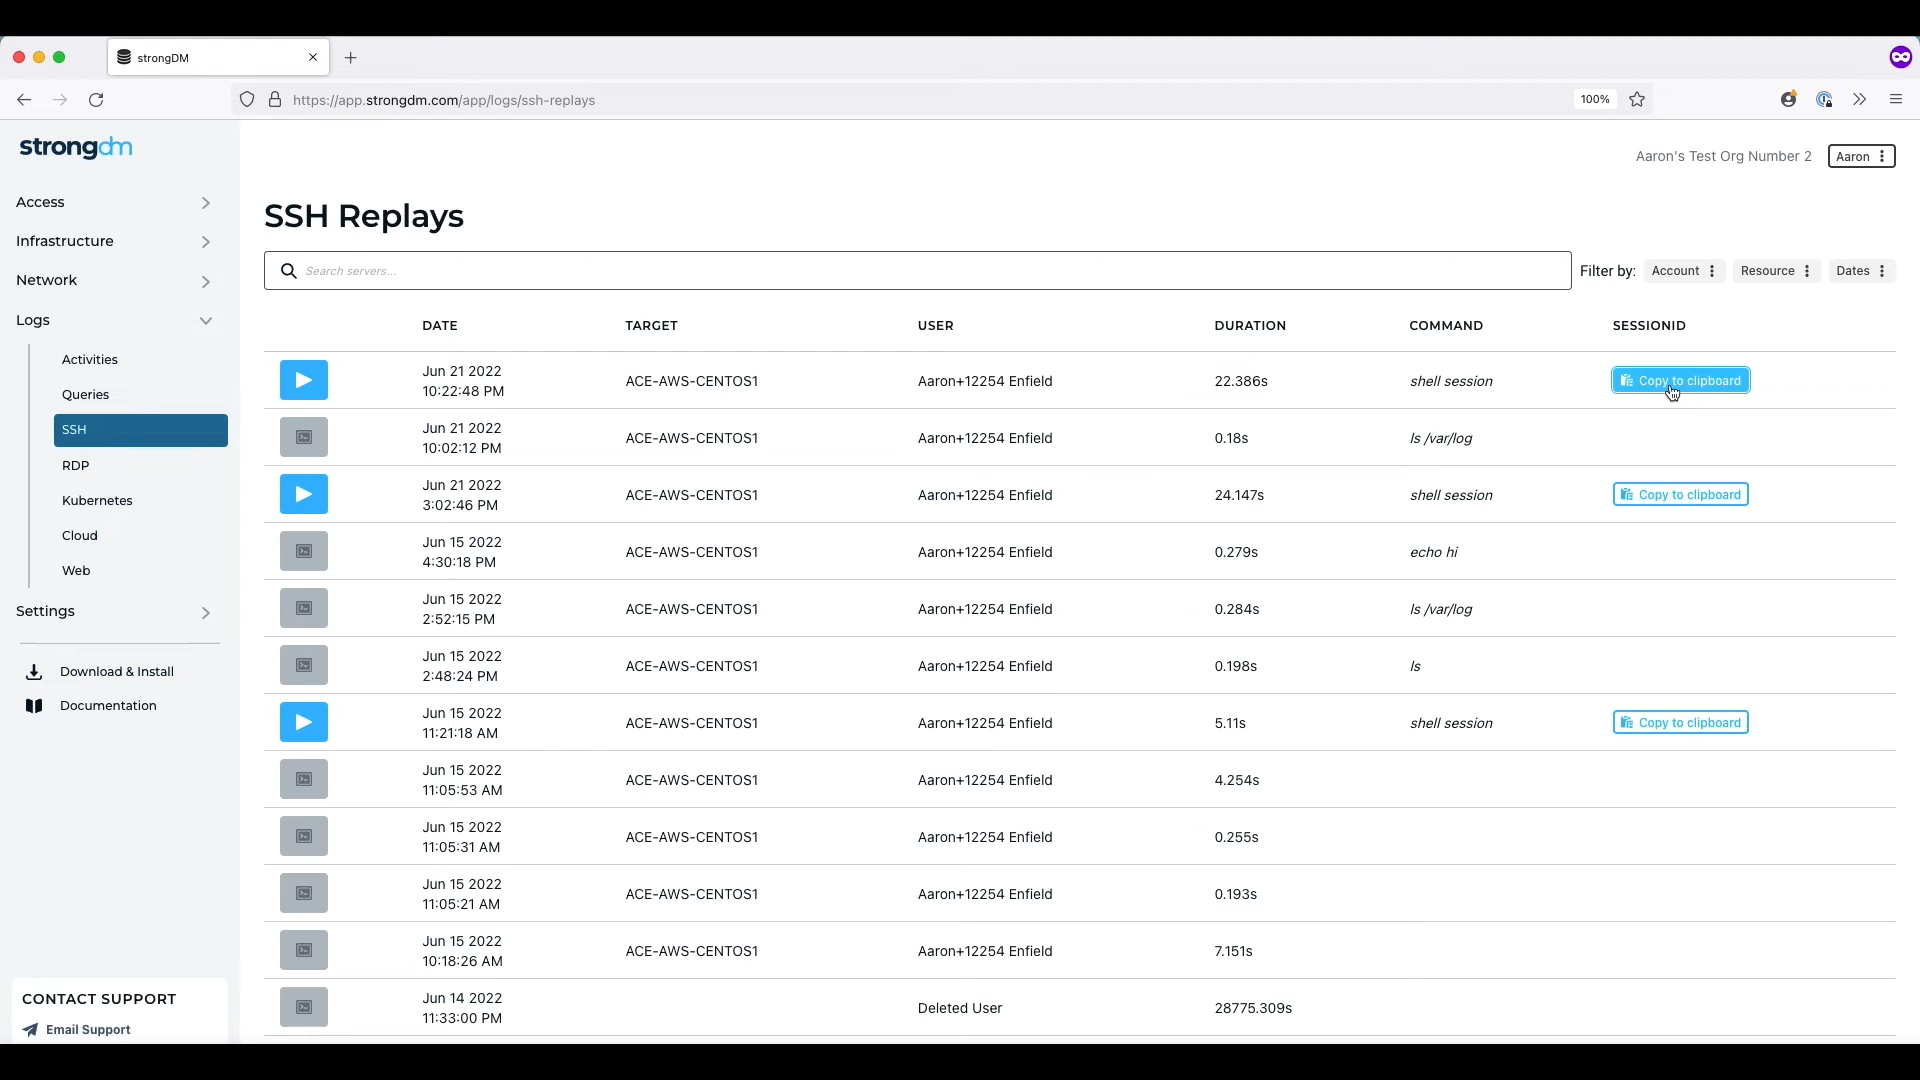 strongDM
https://app.strongdm.com/app/logs/ssh-replays
100%
strongdm
Aaron's Test Org Number 2
Aaron
Access
Infrastructure
Network
Logs
Activities
Queries
SSH
RDP
Kubernetes
Cloud
Web
Settings
Download & Install
Documentation
CONTACT SUPPORT
Email Support
SSH Replays
Search servers...
Filter by: Account Resource Dates
DATE TARGET USER DURATION COMMAND SESSIONID
Jun 21 2022
10:22:48 PM ACE-AWS-CENTOS1 Aaron+12254 Enfield 22.386s shell session Copy to clipboard
Jun 21 2022
10:02:12 PM ACE-AWS-CENTOS1 Aaron+12254 Enfield 0.18s ls /var/log
Jun 21 2022
3:02:46 PM ACE-AWS-CENTOS1 Aaron+12254 Enfield 24.147s shell session Copy to clipboard
Jun 15 2022
4:30:18 PM ACE-AWS-CENTOS1 Aaron+12254 Enfield 0.279s echo hi
Jun 15 2022
2:52:15 PM ACE-AWS-CENTOS1 Aaron+12254 Enfield 0.284s ls /var/log
Jun 15 2022
2:48:24 PM ACE-AWS-CENTOS1 Aaron+12254 Enfield 0.198s ls
Jun 15 2022
11:21:18 AM ACE-AWS-CENTOS1 Aaron+12254 Enfield 5.11s shell session Copy to clipboard
Jun 15 2022
11:05:53 AM ACE-AWS-CENTOS1 Aaron+12254 Enfield 4.254s
Jun 15 2022
11:05:31 AM ACE-AWS-CENTOS1 Aaron+12254 Enfield 0.255s
Jun 15 2022
11:05:21 AM ACE-AWS-CENTOS1 Aaron+12254 Enfield 0.193s
Jun 15 2022
10:18:26 AM ACE-AWS-CENTOS1 Aaron+12254 Enfield 7.151s
Jun 14 2022
11:33:00 PM Deleted User 28775.309s